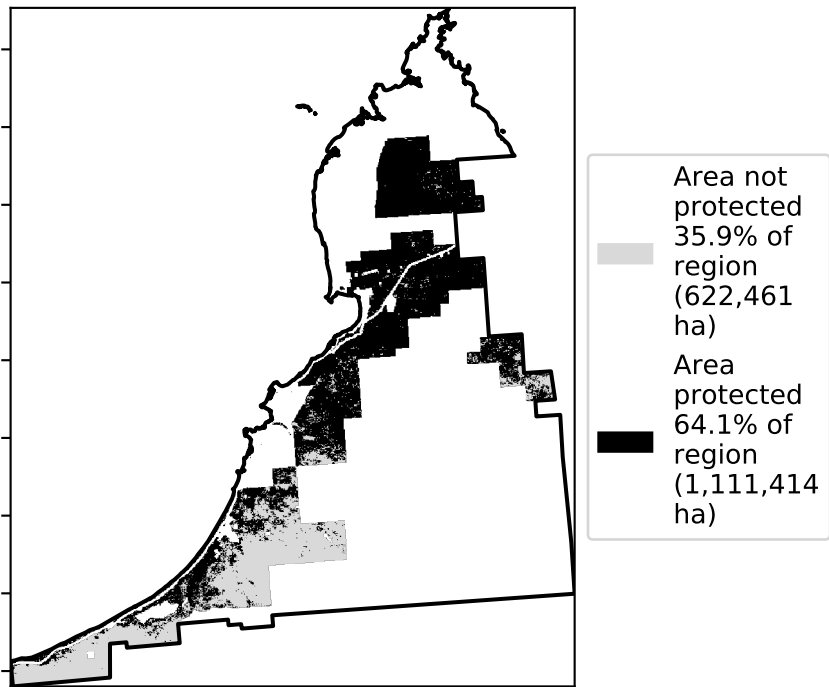 Area not
protected
35.9% of
region
(622,461
ha)
Area
protected
64.1% of
region
(1,111,414
ha)